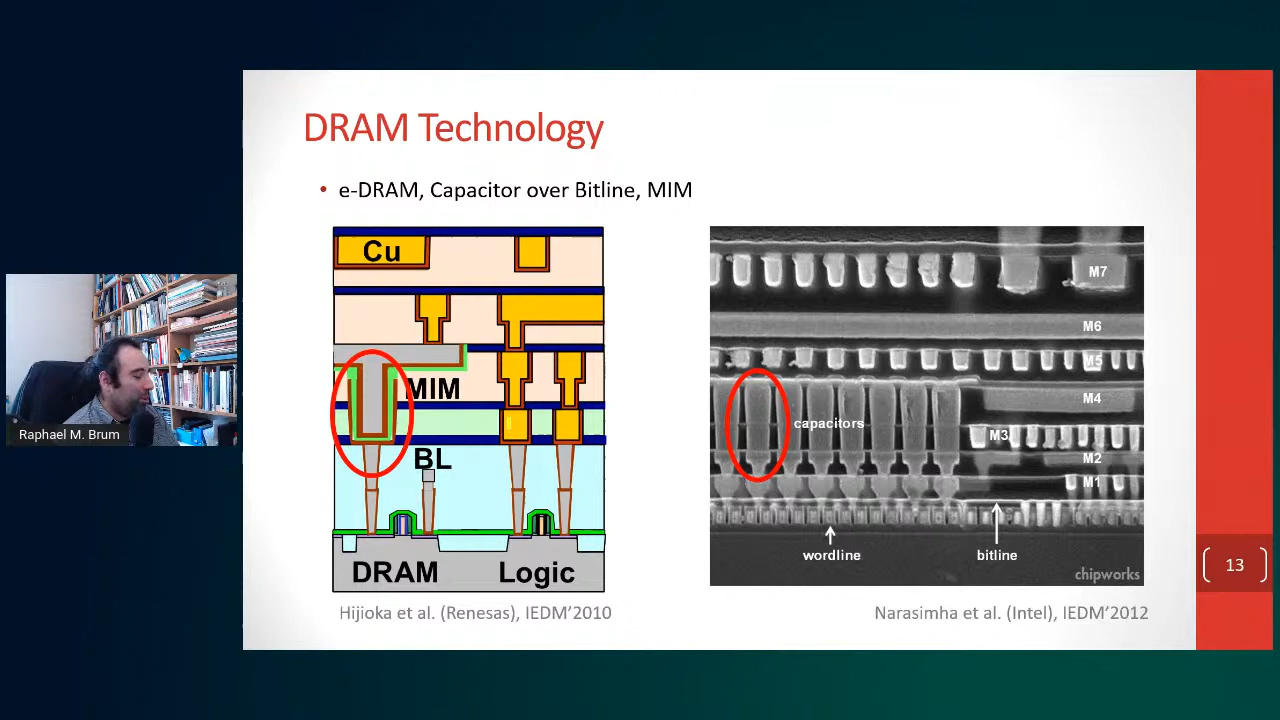 DRAM Technology
• e-DRAM, Capacitor over Bitline, MIM
Cu
MIM
BL
DRAM
Logic
M7
M6
M5
M4
capacitors
M3
M2
M1
wordline
bitline
chipworks
Hijioka et al. (Renesas), IEDM’2010
Narasimha et al. (Intel), IEDM’2012
13
Raphael M. Brum